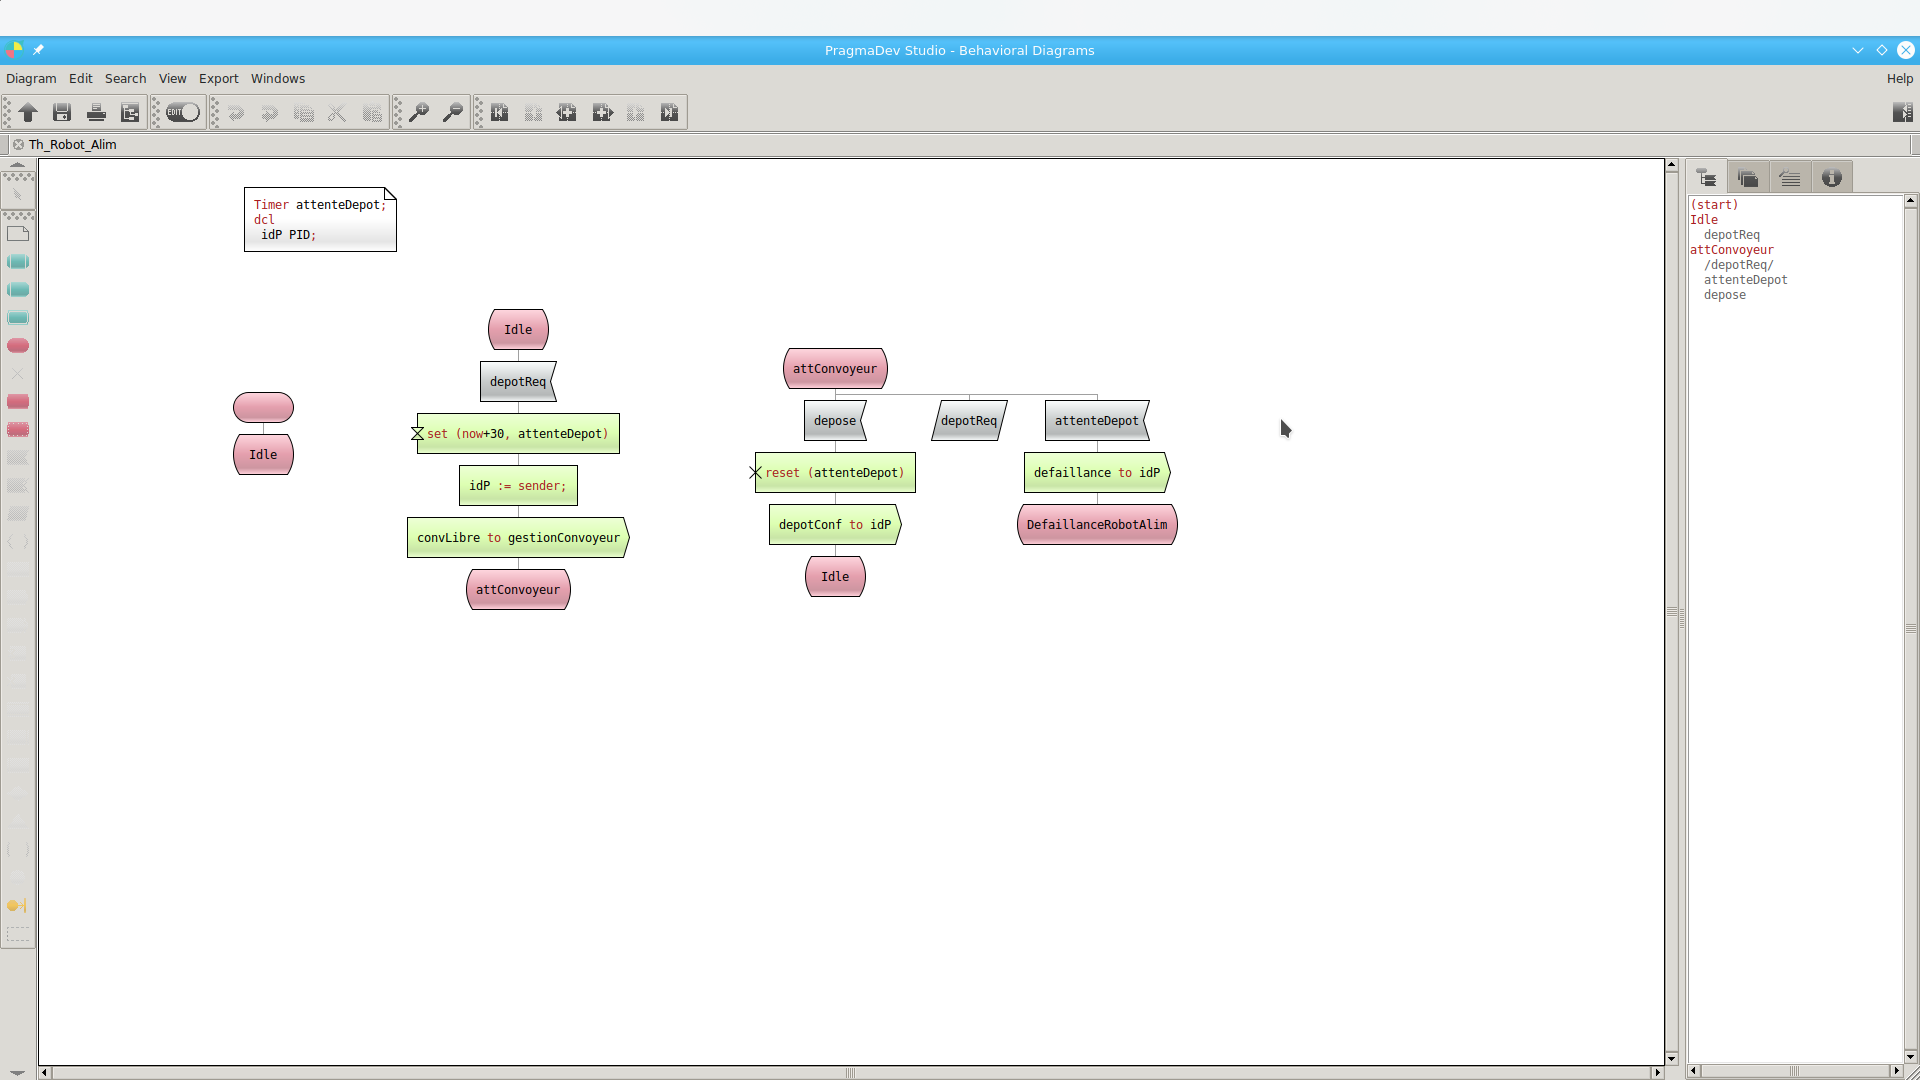 PragmaDev Studio - Behavioral Diagrams
Diagram Edit Search View Export Windows Help
EDIT
Th_Robot_Alim
Timer attenteDepot;
dcl
idP PID;
Idle
Idle
depotReq
set (now+30, attenteDepot)
idP := sender;
convLibre to gestionConvoyeur
attConvoyeur
attConvoyeur
depose
reset (attenteDepot)
depotConf to idP
Idle
depotReq
attenteDepot
defaillance to idP
DefaillanceRobotAlim
(start)
Idle
depotReq
attConvoyeur
/depotReq/
attenteDepot
depose